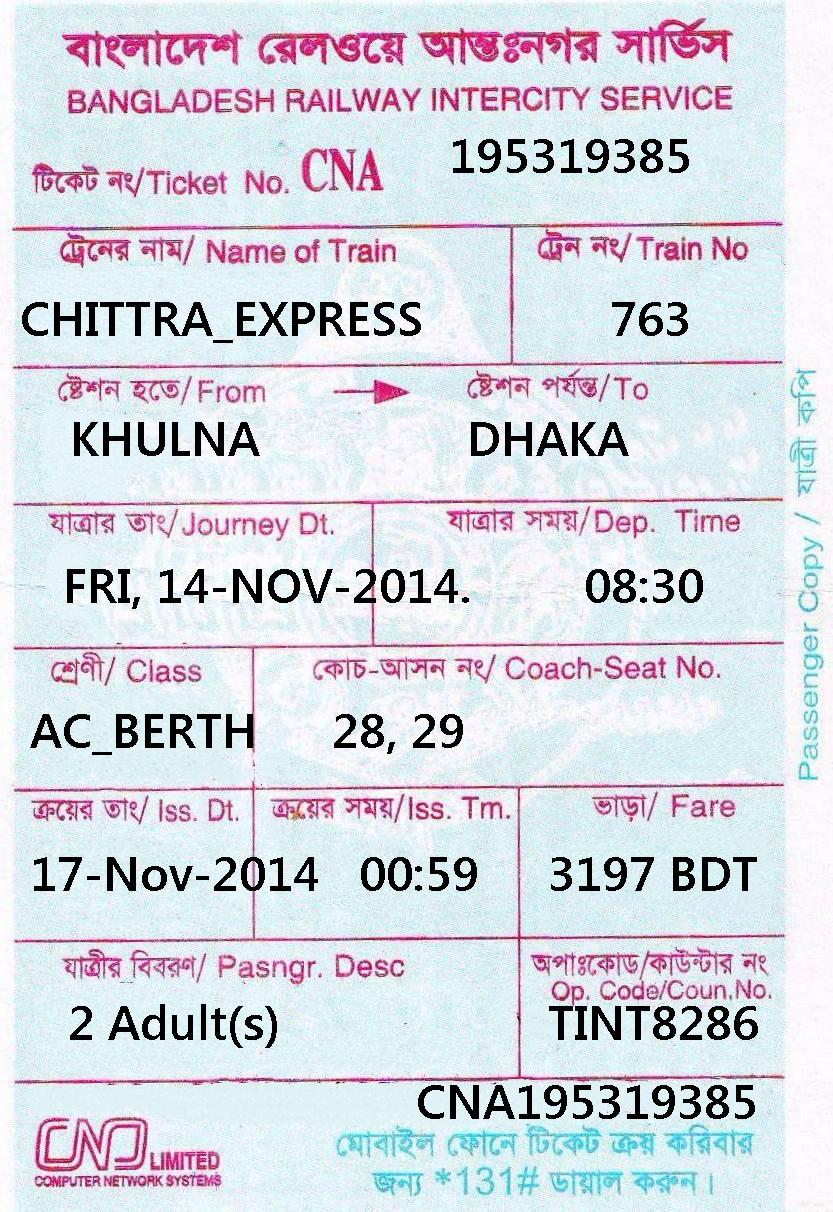 বাংলাদেশ রেলওয়ে আন্তঃনগর সার্ভিস
BANGLADESH RAILWAY INTERCITY SERVICE
টিকেট নং/Ticket No. CNA 195319385
ট্রেনের নাম/ Name of Train ট্রেন নং/Train No
CHITTRA_EXPRESS 763
ষ্টেশন হতে/From ষ্টেশন পর্যন্ত/To
KHULNA DHAKA
যাত্রার তাং/Journey Dt. যাত্রার সময়/Dep. Time
FRI, 14-NOV-2014. 08:30
শ্রেণী/ Class কোচ-আসন নং/ Coach-Seat No.
AC_BERTH 28, 29
ক্রয়ের তাং/ Iss. Dt. ক্রয়ের সময়/Iss. Tm. ভাড়া/ Fare
17-Nov-2014 00:59 3197 BDT
যাত্রীর বিবরণ/ Pasngr. Desc অপাঃকোড/কাউন্টার নং
Op. Code/Coun.No.
2 Adult(s) TINT8286
CNA195319385
CNS LIMITED
COMPUTER NETWORK SYSTEMS
মোবাইল ফোনে টিকেট ক্রয় করিবার
জন্য *131# ডায়াল করুন।
Passenger Copy / যাত্রী কপি